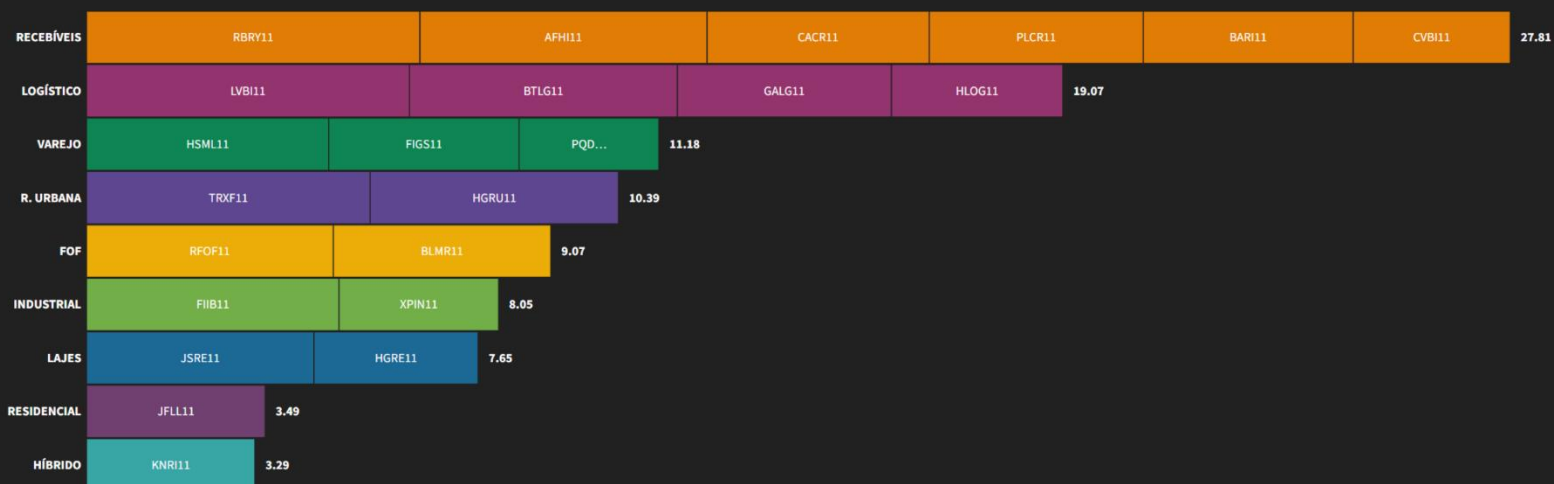 RECEBÍVEIS RBRY11 AFHI11 CACR11 PLCR11 BARI11 CVBI11 27.81
LOGÍSTICO LVBI11 BTLG11 GALG11 HLOG11 19.07
VAREJO HSML11 FIGS11 PQD... 11.18
R. URBANA TRXF11 HGRU11 10.39
FOF RFOF11 BLMR11 9.07
INDUSTRIAL FIIB11 XPIN11 8.05
LAJES JSRE11 HGRE11 7.65
RESIDENCIAL JFLL11 3.49
HÍBRIDO KNRI11 3.29